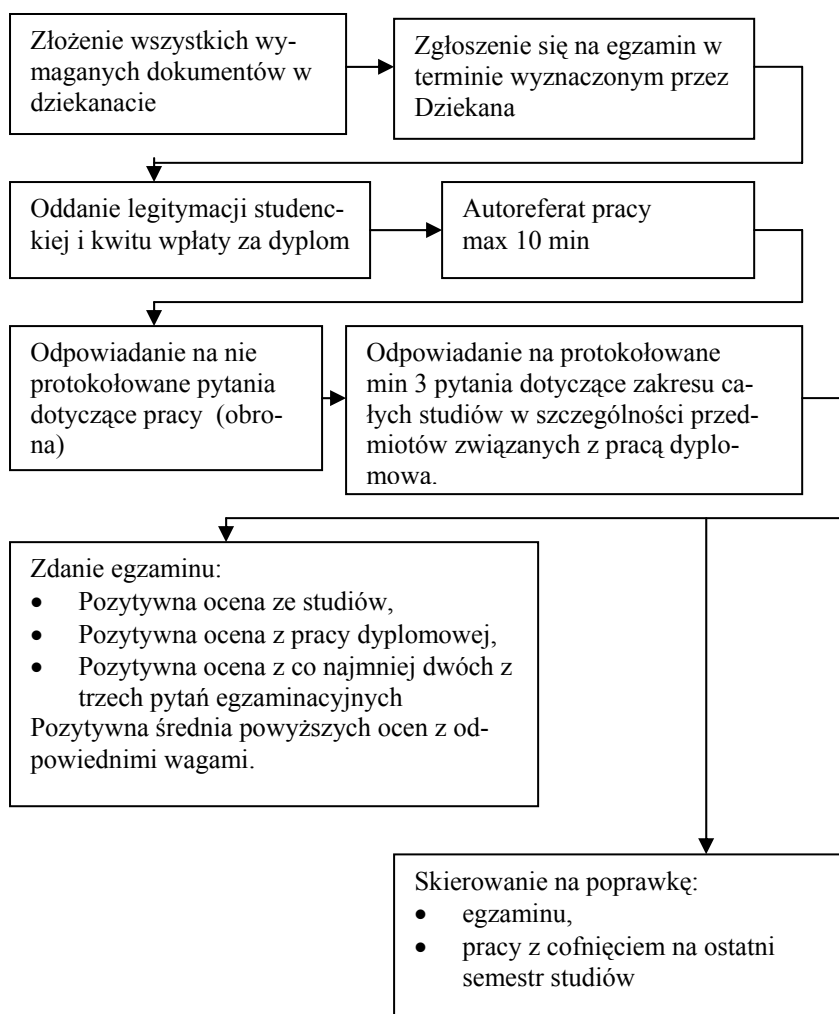 Złożenie wszystkich wy-
maganych dokumentów w
dziekanacie
Zgłoszenie się na egzamin w
terminie wyznaczonym przez
Dziekana
Oddanie legitymacji studenc-
kiej i kwitu wpłaty za dyplom
Autoreferat pracy
max 10 min
Odpowiadanie na nie
protokołowane pytania
dotyczące pracy  (obro-
na)
Odpowiadanie na protokołowane
min 3 pytania dotyczące zakresu ca-
łych studiów w szczególności przed-
miotów związanych z pracą dyplo-
mowa.
Zdanie egzaminu:
• Pozytywna ocena ze studiów,
• Pozytywna ocena z pracy dyplomowej,
• Pozytywna ocena z co najmniej dwóch z
trzech pytań egzaminacyjnych
Pozytywna średnia powyższych ocen z od-
powiednimi wagami.
Skierowanie na poprawkę:
• egzaminu,
• pracy z cofnięciem na ostatni
semestr studiów